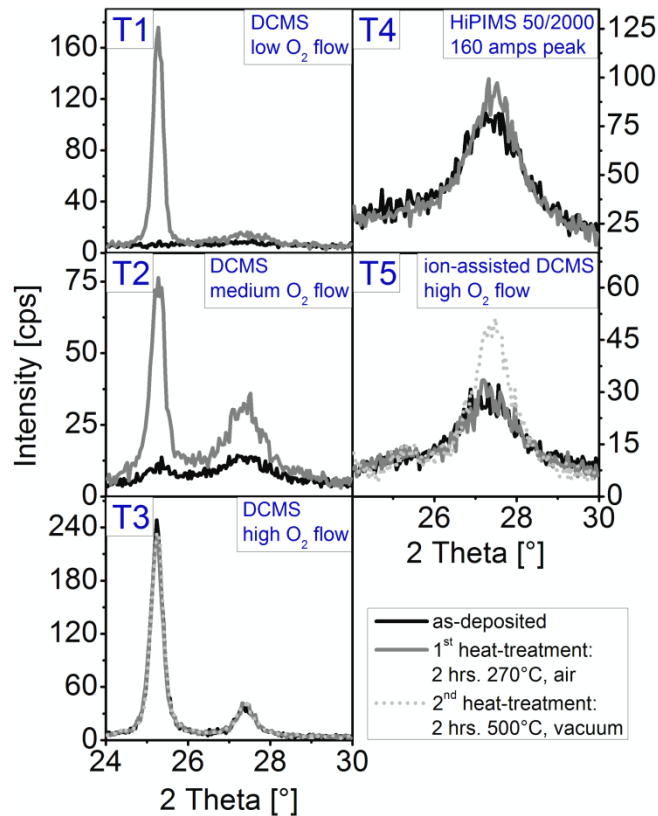 T1
DCMS
low O₂ flow
160
120
80
40
0
T4
HiPIMS 50/2000
160 amps peak
125
100
75
50
25
T2
DCMS
medium O₂ flow
75
50
25
0
T5
ion-assisted DCMS
high O₂ flow
60
45
30
15
0
26 28 30
2 Theta [°]
Intensity [cps]
T3
DCMS
high O₂ flow
240
180
120
60
0
24 26 28 30
2 Theta [°]
as-deposited
1st heat-treatment:
2 hrs. 270°C, air
2nd heat-treatment:
2 hrs. 500°C, vacuum